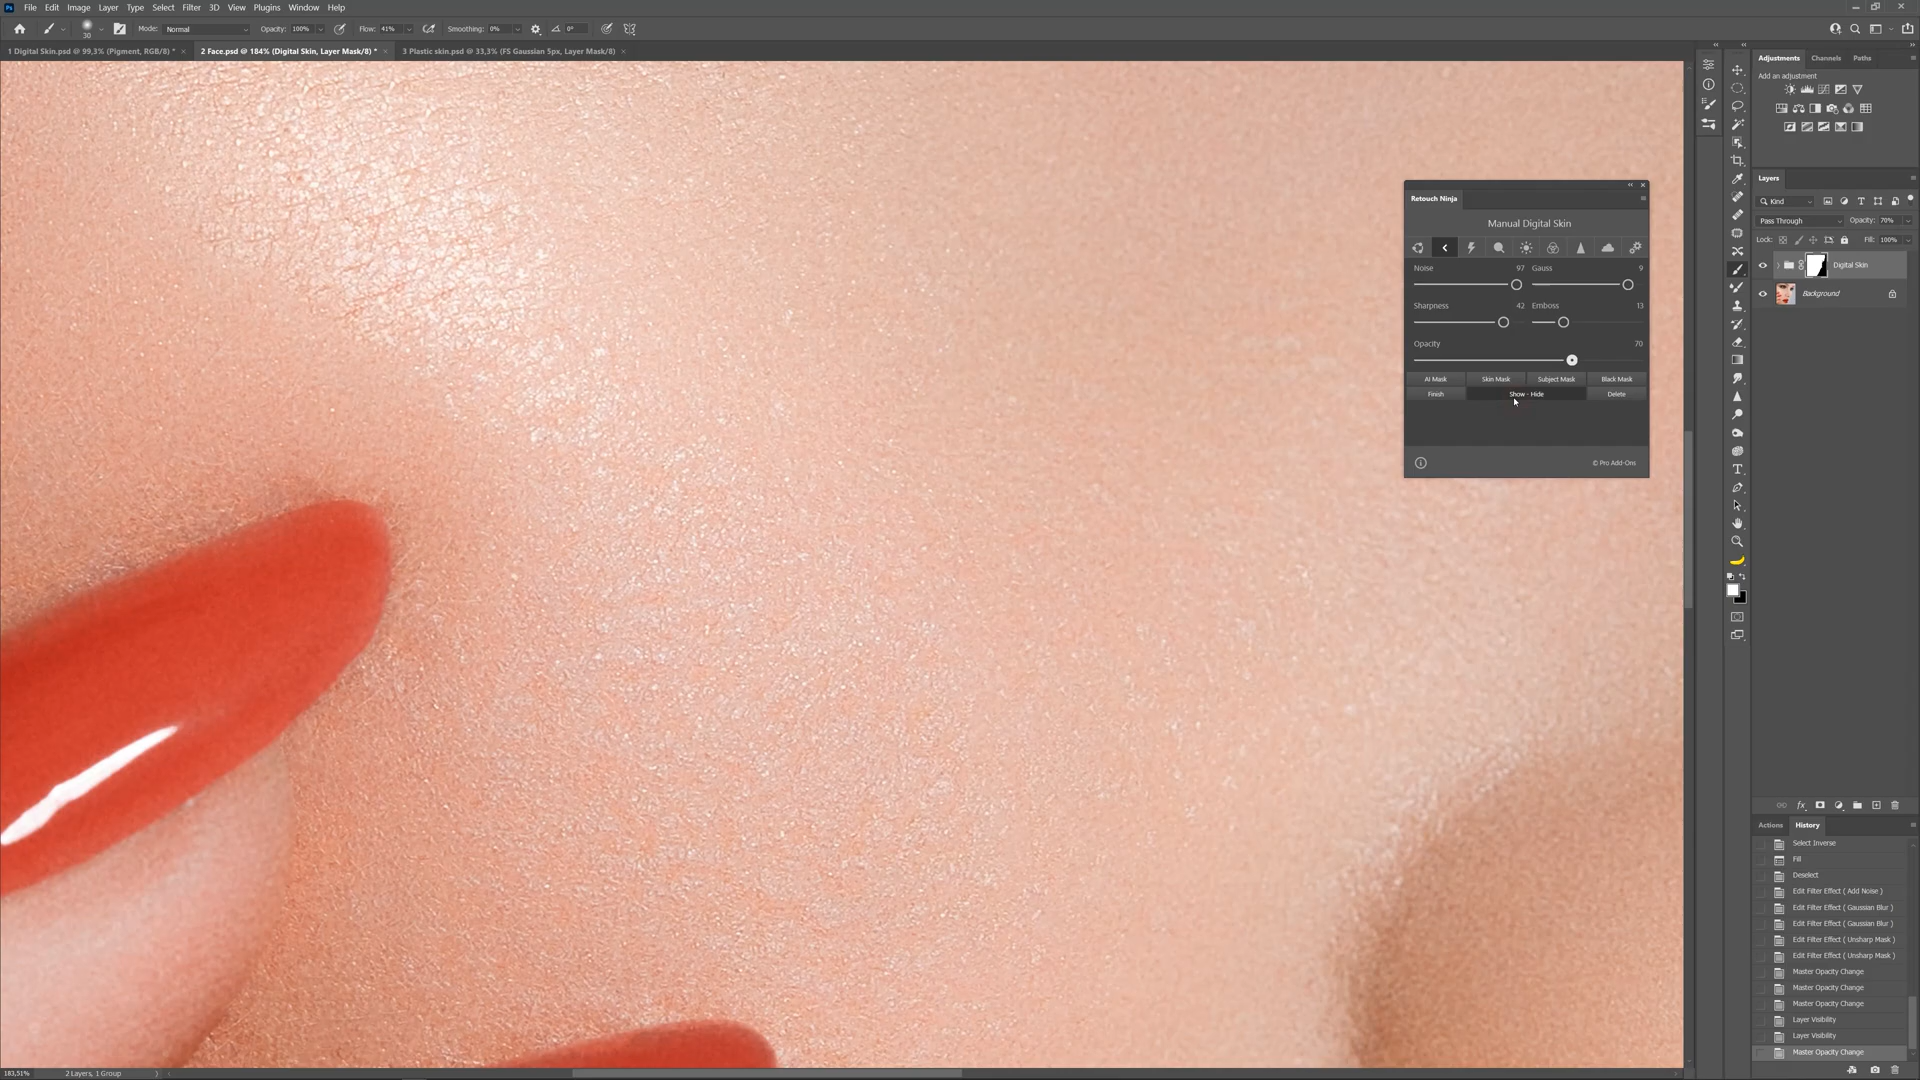 Ps File Edit Image Layer Type Select Filter 3D View Plugins Window Help
30 Mode: Normal Opacity: 100% Flow: 41% Smoothing: 0% 0°
1 Digital Skin.psd @ 99,3% (Pigment, RGB/8) * × 2 Face.psd @ 184% (Digital Skin, Layer Mask/8) * × 3 Plastic skin.psd @ 33,3% (FS Gaussian 5px, Layer Mask/8) ×
Adjustments Channels Paths
Add an adjustment
Layers
Kind
Pass Through Opacity: 70%
Lock: Fill: 100%
Digital Skin
Background
Retouch Ninja
Manual Digital Skin
Noise 97 Gauss 9
Sharpness 42 Emboss 13
Opacity 70
AI Mask Skin Mask Subject Mask Black Mask
Finish Show - Hide Delete
© Pro Add-Ons
fx
Actions History
Select Inverse
Fill
Deselect
Edit Filter Effect ( Add Noise )
Edit Filter Effect ( Gaussian Blur )
Edit Filter Effect ( Gaussian Blur )
Edit Filter Effect ( Unsharp Mask )
Edit Filter Effect ( Unsharp Mask )
Master Opacity Change
Master Opacity Change
Master Opacity Change
Layer Visibility
Layer Visibility
Master Opacity Change
183,51% 2 Layers, 1 Group